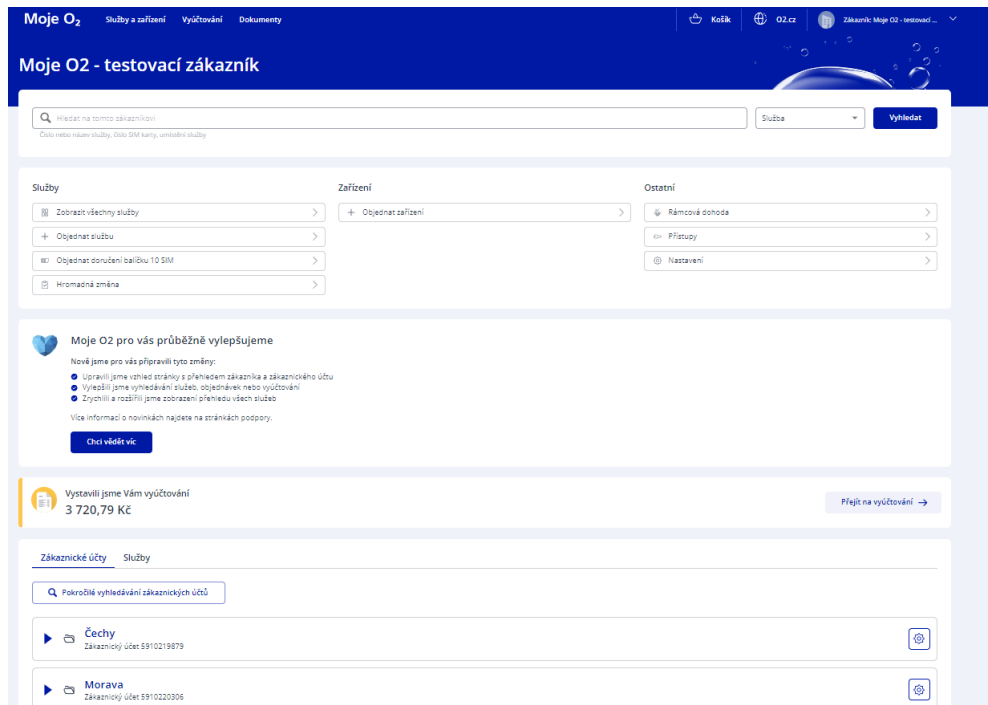 Moje O2 Služby a zařízení Vyúčtování Dokumenty Košík O2.cz Zákazník: Moje O2 - testovací ...
Moje O2 - testovací zákazník
Hledat na tomto zákazníkovi Služba Vyhledat
Číslo nebo název služby, číslo SIM karty, umístění služby
Služby Zařízení Ostatní
Zobrazit všechny služby Objednat zařízení Rámcová dohoda
Objednat službu Přístupy
Objednat doručení balíčku 10 SIM Nastavení
Hromadná změna
Moje O2 pro vás průběžně vylepšujeme
Nově jsme pro vás připravili tyto změny:
Upravili jsme vzhled stránky s přehledem zákazníka a zákaznického účtu
Vylepšili jsme vyhledávání služeb, objednávek nebo vyúčtování
Zrychlili a rozšířili jsme zobrazení přehledu všech služeb
Více informací o novinkách najdete na stránkách podpory.
Chci vědět víc
Vystavili jsme Vám vyúčtování
3 720,79 Kč
Přejít na vyúčtování
Zákaznické účty Služby
Pokročilé vyhledávání zákaznických účtů
Čechy
Zákaznický účet 5910219879
Morava
Zákaznický účet 5910220306